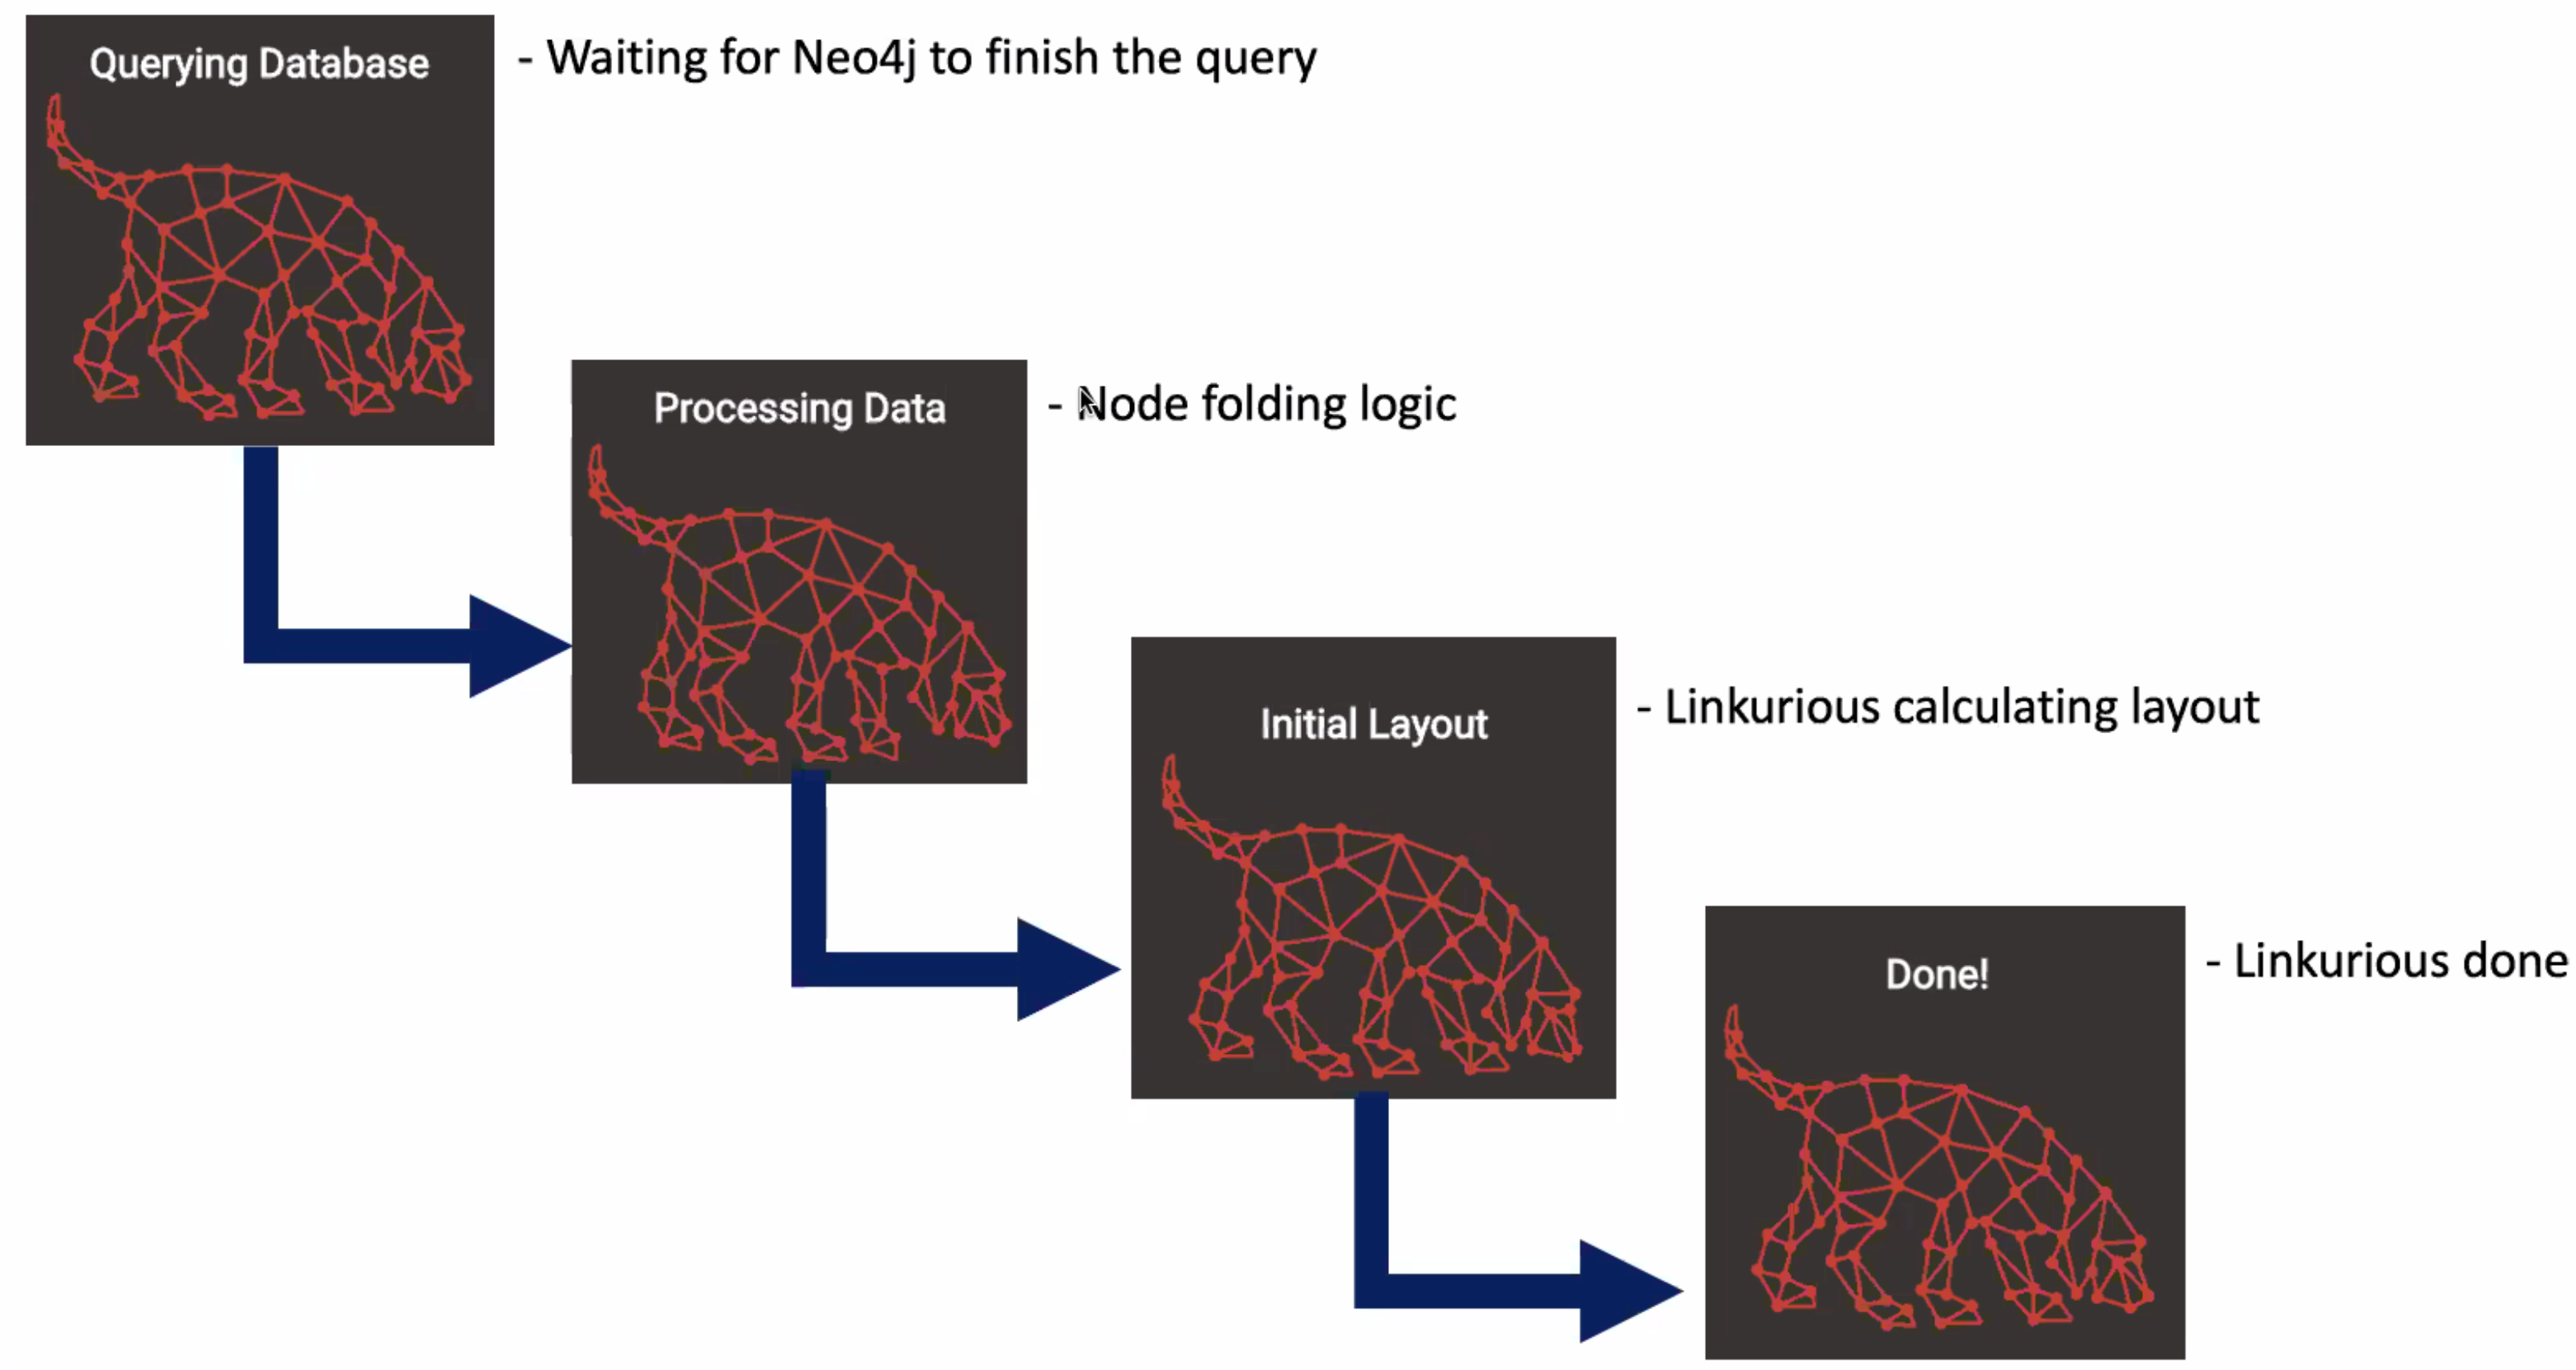 Querying Database
- Waiting for Neo4j to finish the query
Processing Data
- Node folding logic
Initial Layout
- Linkurious calculating layout
Done!
- Linkurious done